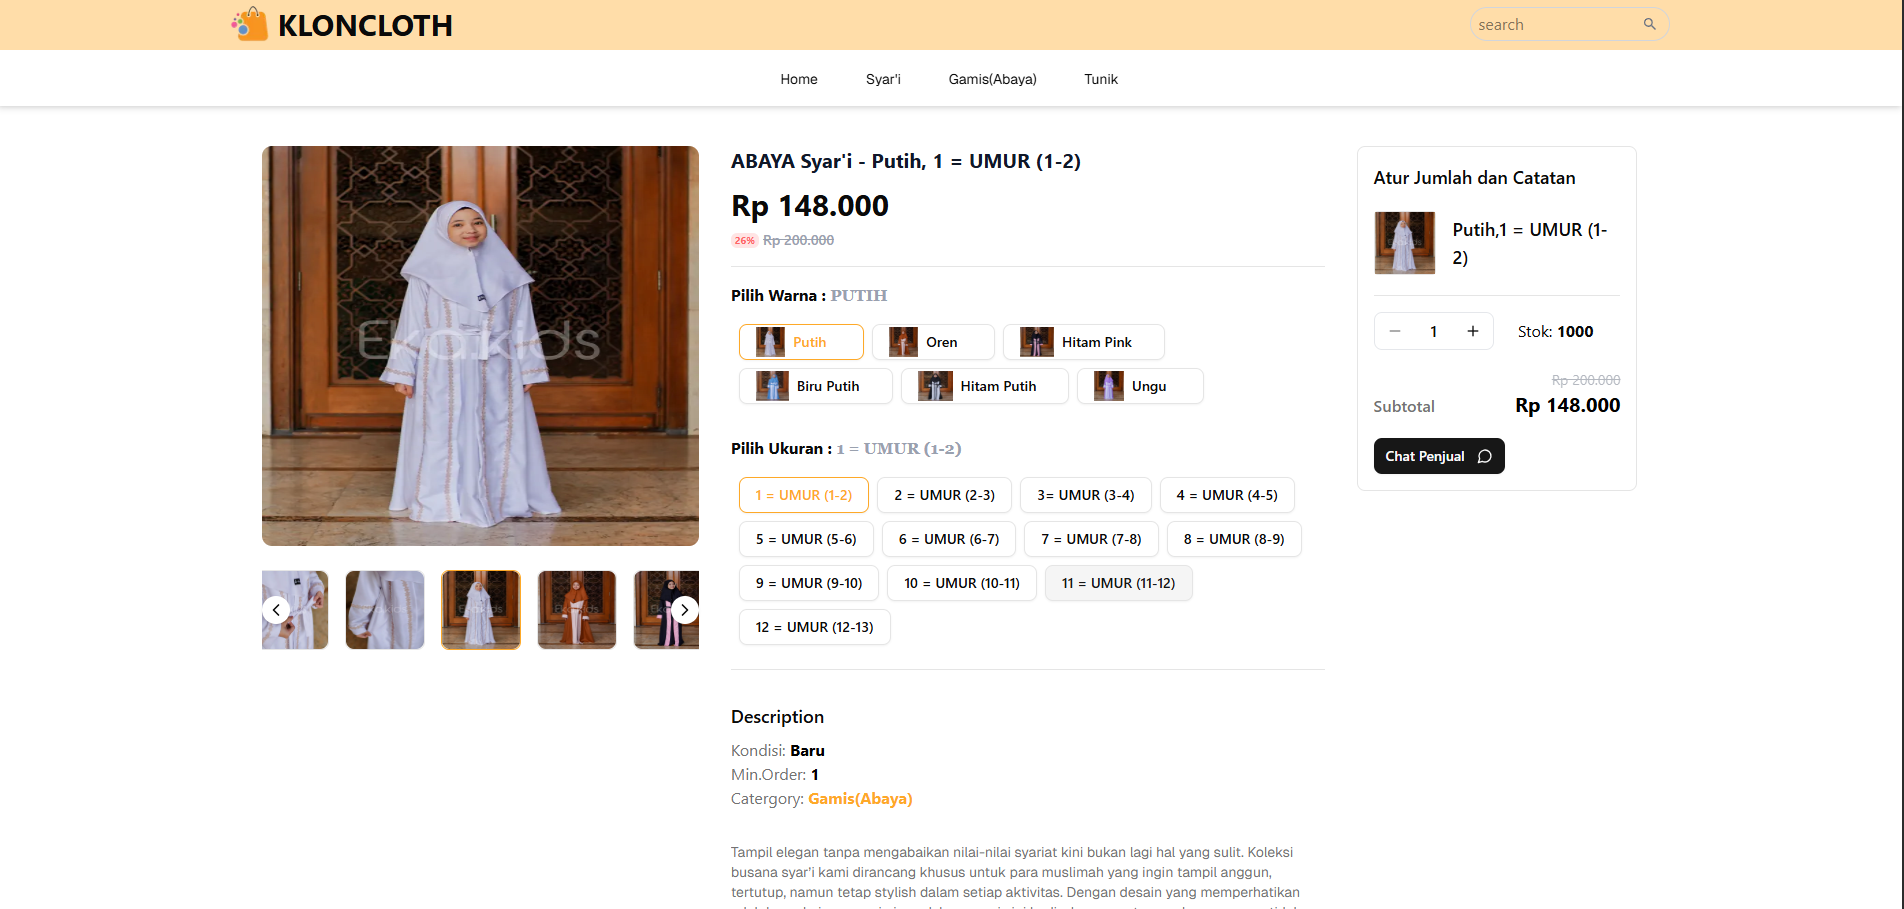 KLONCLOTH
search
Home
Syar'i
Gamis(Abaya)
Tunik
Eka.kids
ABAYA Syar'i - Putih, 1 = UMUR (1-2)
Rp 148.000
26% Rp 200.000
Pilih Warna : PUTIH
Putih
Oren
Hitam Pink
Biru Putih
Hitam Putih
Ungu
Pilih Ukuran : 1 = UMUR (1-2)
1 = UMUR (1-2)
2 = UMUR (2-3)
3= UMUR (3-4)
4 = UMUR (4-5)
5 = UMUR (5-6)
6 = UMUR (6-7)
7 = UMUR (7-8)
8 = UMUR (8-9)
9 = UMUR (9-10)
10 = UMUR (10-11)
11 = UMUR (11-12)
12 = UMUR (12-13)
Description
Kondisi: Baru
Min.Order: 1
Catergory: Gamis(Abaya)
Tampil elegan tanpa mengabaikan nilai-nilai syariat kini bukan lagi hal yang sulit. Koleksi
busana syar'i kami dirancang khusus untuk para muslimah yang ingin tampil anggun,
tertutup, namun tetap stylish dalam setiap aktivitas. Dengan desain yang memperhatikan
Atur Jumlah dan Catatan
Putih,1 = UMUR (1-
2)
1
Stok: 1000
Rp 200.000
Subtotal
Rp 148.000
Chat Penjual